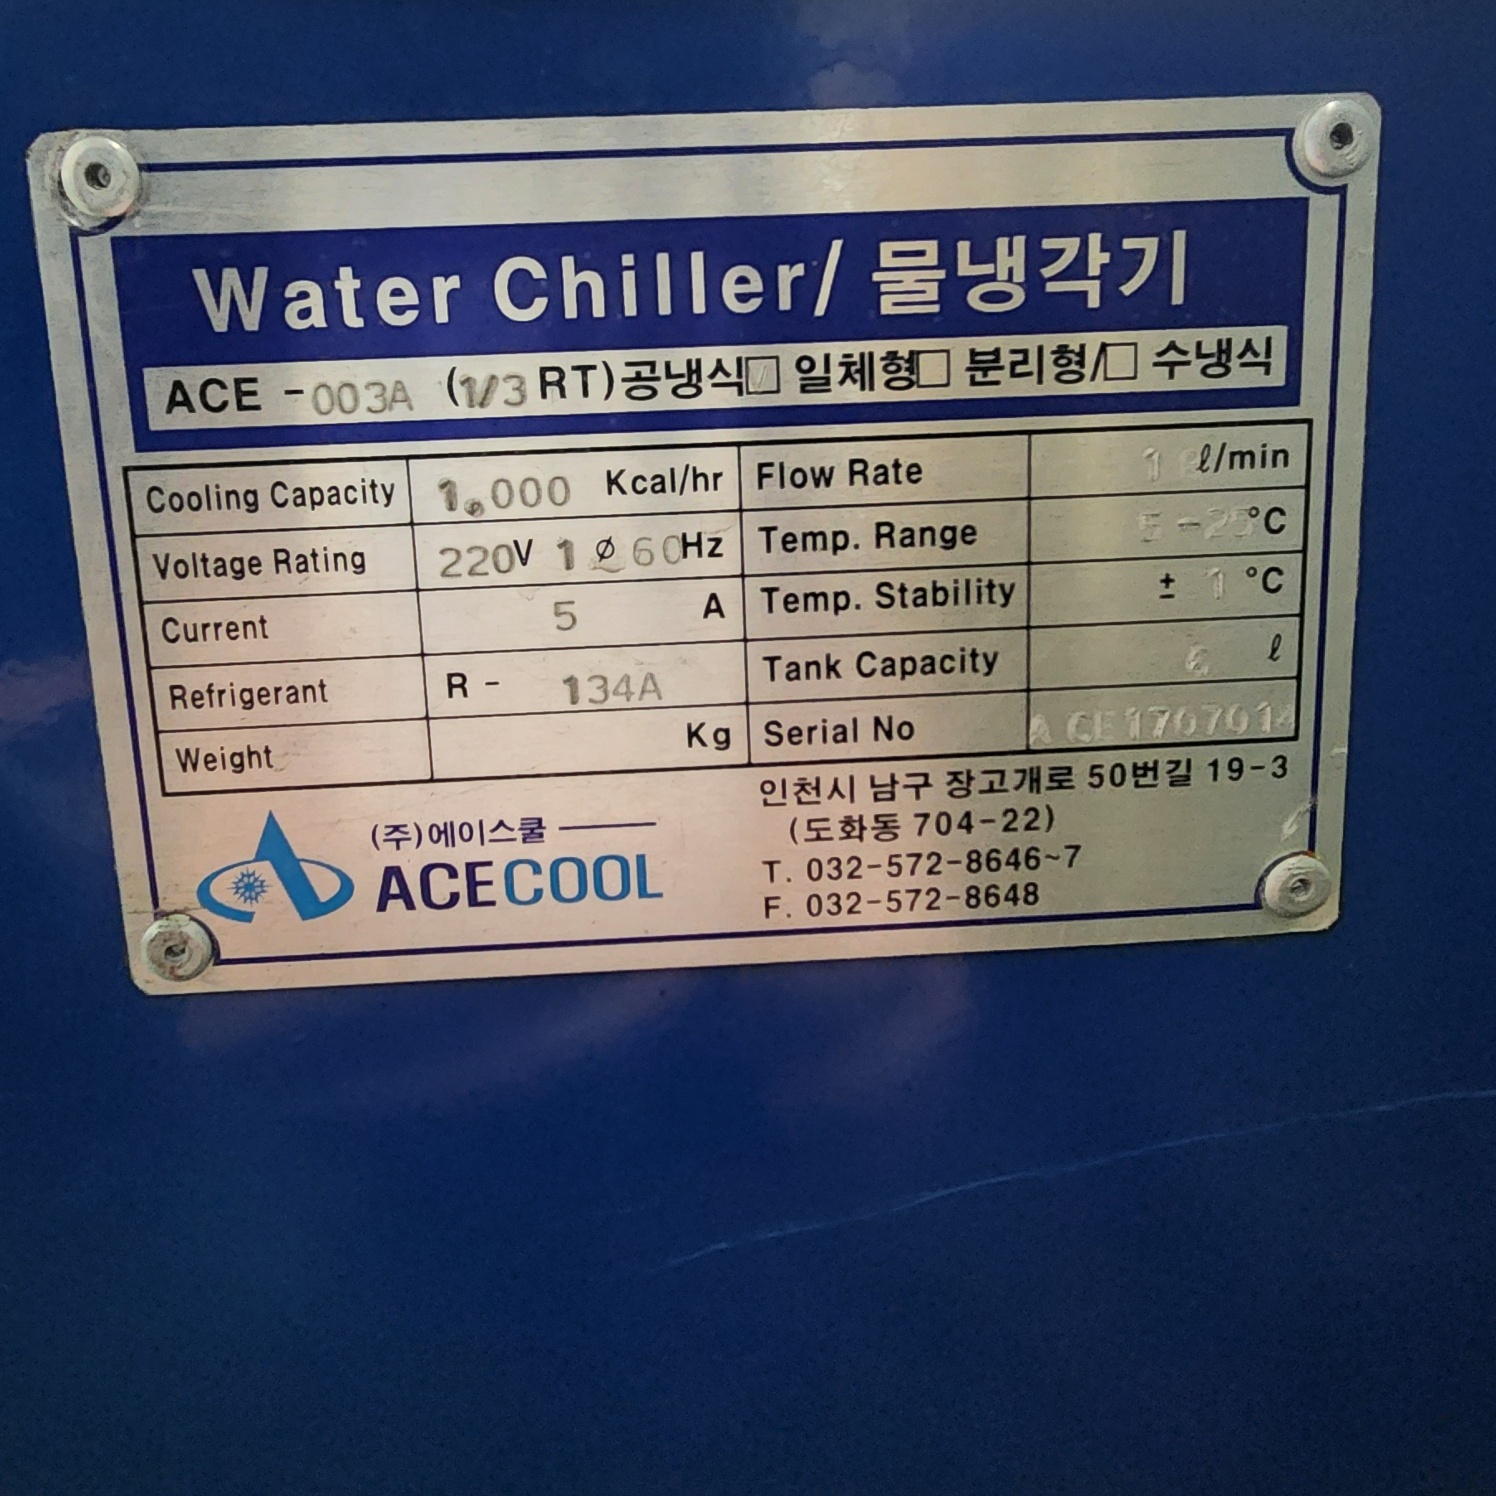 Water Chiller/ 물냉각기
ACE -003A (1/3RT)공냉식☑ 일체형□ 분리형/□ 수냉식
Cooling Capacity 1,000 Kcal/hr Flow Rate ℓ/min
Voltage Rating 220V 1 ø 60Hz Temp. Range 5-25°C
Current 5 A Temp. Stability ± 1 °C
Refrigerant R- 134A Tank Capacity ℓ
Weight Kg Serial No ACE1707014
(주)에이스쿨
ACECOOL
인천시 남구 장고개로 50번길 19-3
(도화동 704-22)
T. 032-572-8646~7
F. 032-572-8648